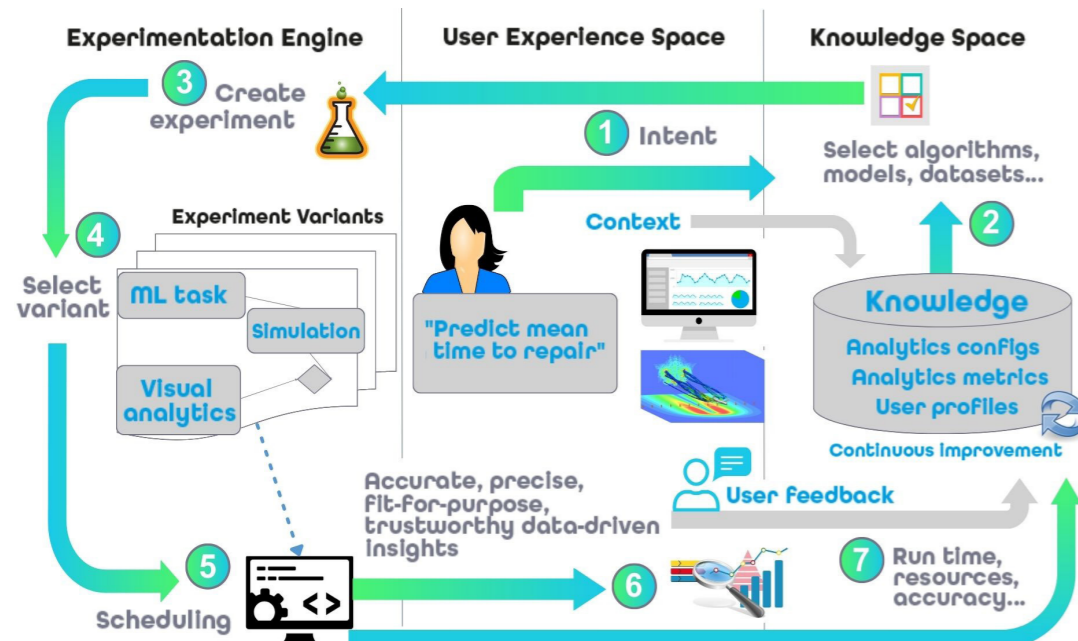 Experimentation Engine
User Experience Space
Knowledge Space
3
Create
experiment
1
Intent
Select algorithms,
models, datasets...
4
Experiment Variants
Context
2
Select
variant
ML task
Simulation
Visual
analytics
"Predict mean
time to repair"
Knowledge
Analytics configs
Analytics metrics
User profiles
Continuous improvement
Accurate, precise,
fit-for-purpose,
trustworthy data-driven
insights
User feedback
5
Scheduling
< >
6
7
Run time,
resources,
accuracy...